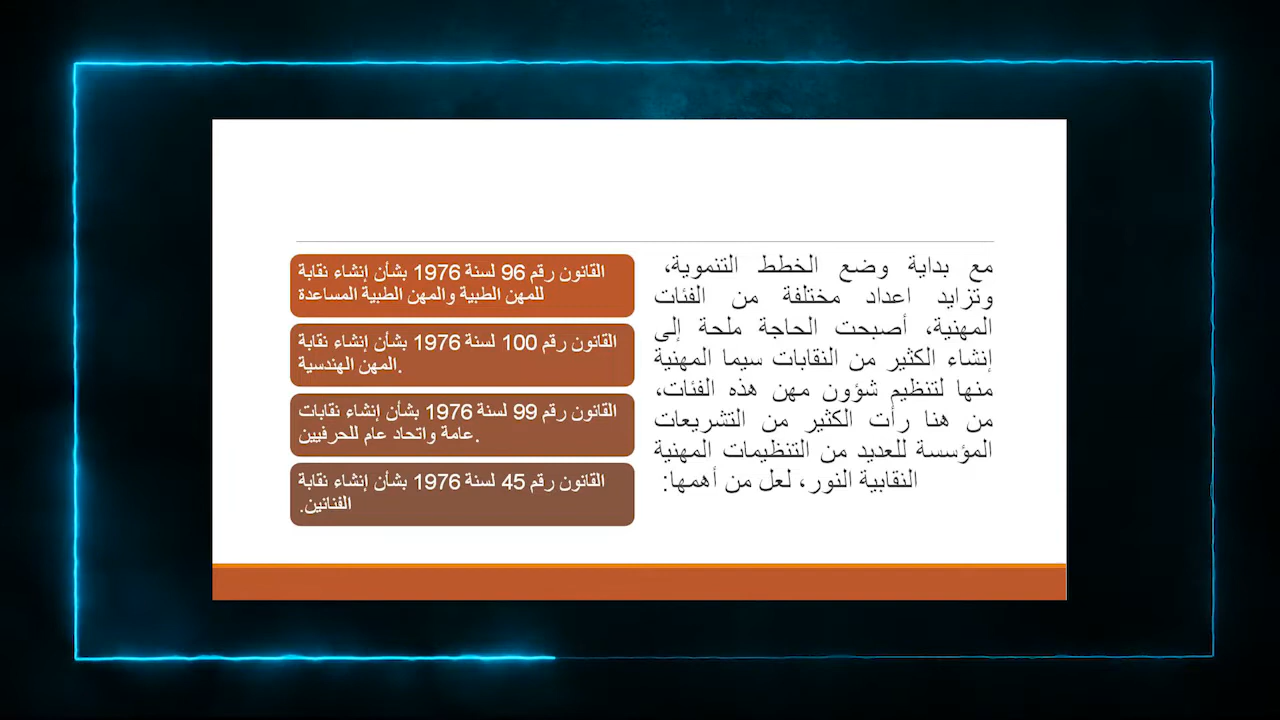 مع بداية وضع الخطط التنموية،
وتزايد اعداد مختلفة من الفئات
المهنية، أصبحت الحاجة ملحة إلى
إنشاء الكثير من النقابات سيما المهنية
منها لتنظيم شؤون مهن هذه الفئات،
من هنا رأت الكثير من التشريعات
المؤسسة للعديد من التنظيمات المهنية
النقابية النور، لعل من أهمها:
القانون رقم 96 لسنة 1976 بشأن إنشاء نقابة
للمهن الطبية والمهن الطبية المساعدة
القانون رقم 100 لسنة 1976 بشأن إنشاء نقابة
المهن الهندسية.
القانون رقم 99 لسنة 1976 بشأن إنشاء نقابات
عامة واتحاد عام للحرفيين.
القانون رقم 45 لسنة 1976 بشأن إنشاء نقابة
الفنانين.